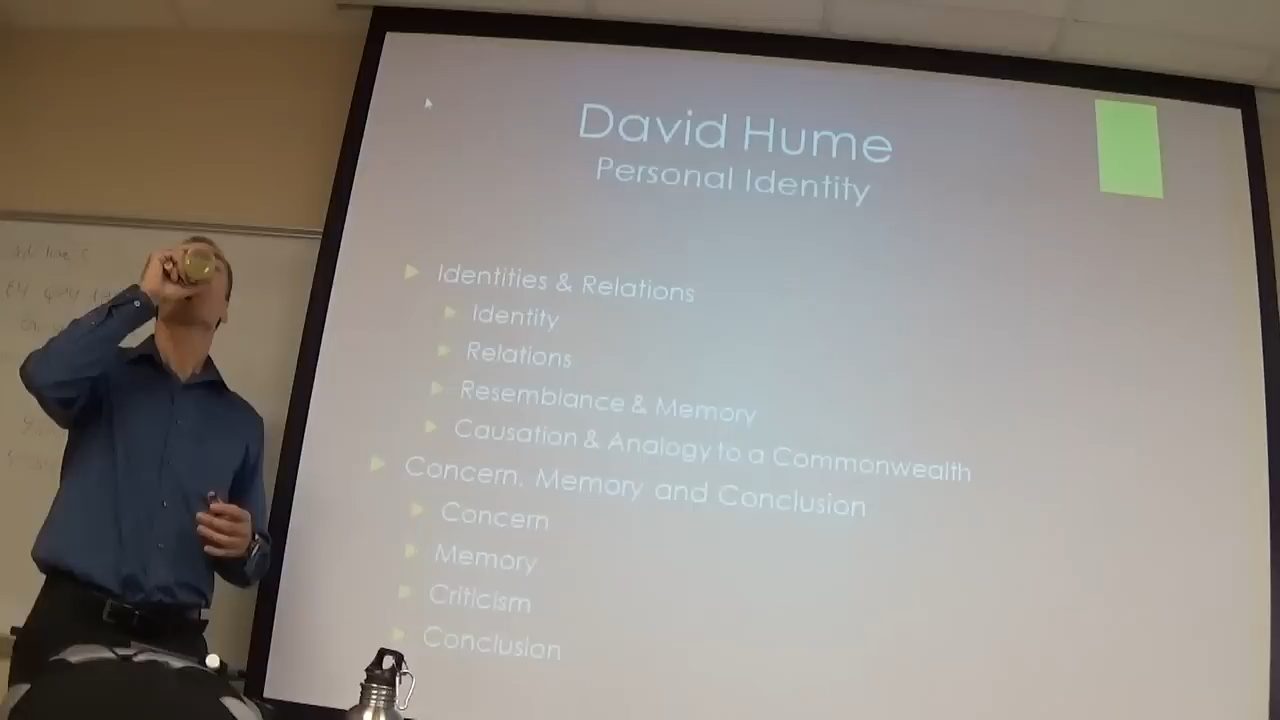 David Hume
Personal Identity
Identities & Relations
Identity
Relations
Resemblance & Memory
Causation & Analogy to a Commonwealth
Concern, Memory and Conclusion
Concern
Memory
Criticism
Conclusion